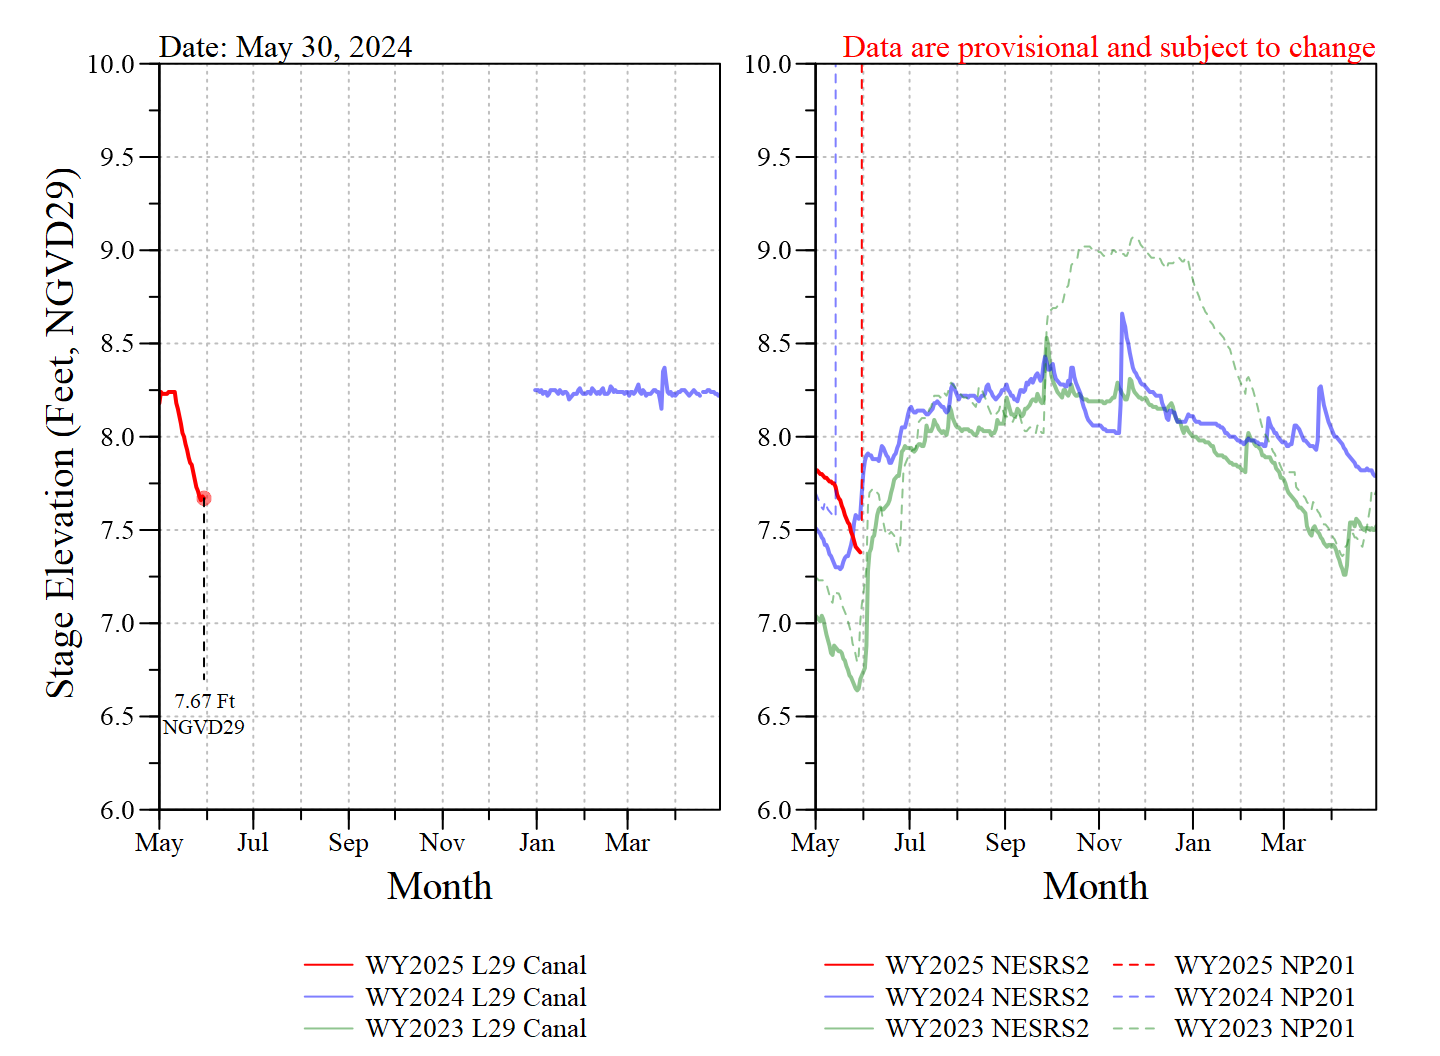 Date: May 30, 2024
Data are provisional and subject to change
Stage Elevation (Feet, NGVD29)
10.0
9.5
9.0
8.5
8.0
7.5
7.0
6.5
6.0
7.67 Ft
NGVD29
May Jul Sep Nov Jan Mar
Month
10.0
9.5
9.0
8.5
8.0
7.5
7.0
6.5
6.0
May Jul Sep Nov Jan Mar
Month
WY2025 L29 Canal
WY2024 L29 Canal
WY2023 L29 Canal
WY2025 NESRS2
WY2024 NESRS2
WY2023 NESRS2
WY2025 NP201
WY2024 NP201
WY2023 NP201